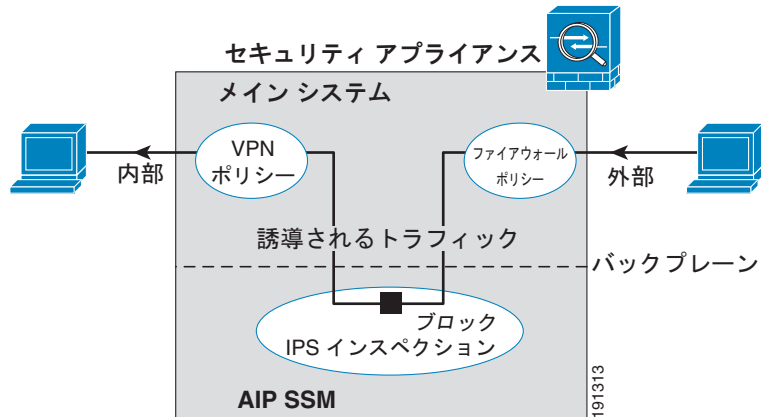 セキュリティ アプライアンス
メイン システム
VPN
ポリシー
ファイアウォール
ポリシー
内部
外部
誘導されるトラフィック
バックプレーン
ブロック
IPS インスペクション
AIP SSM
191313